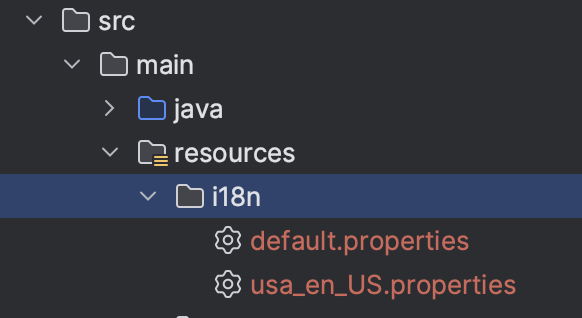 src
main
java
resources
i18n
default.properties
usa_en_US.properties